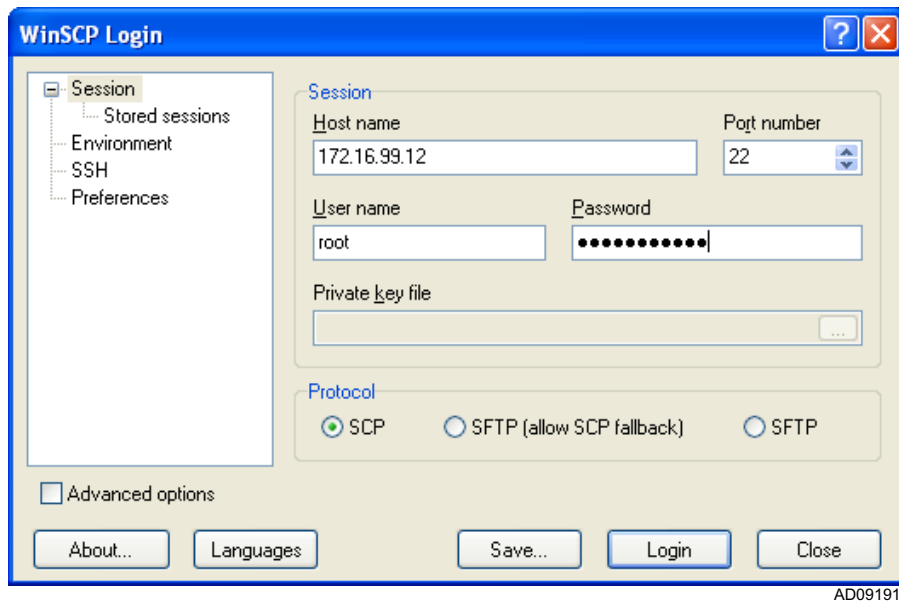 WinSCP Login
Session
Stored sessions
Environment
SSH
Preferences
Session
Host name
Port number
172.16.99.12
22
User name
Password
root
●●●●●●●●●●●
Private key file
...
Protocol
SCP
SFTP (allow SCP fallback)
SFTP
Advanced options
About...
Languages
Save...
Login
Close
AD09191